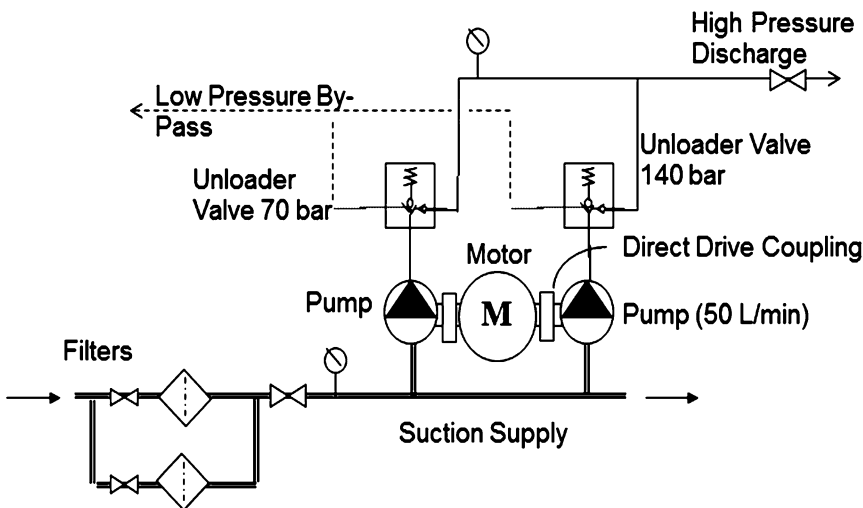 High Pressure
Discharge
Low Pressure By-
Pass
Unloader Valve
140 bar
Unloader
Valve 70 bar
Direct Drive Coupling
Motor
Pump
M
Pump (50 L/min)
Filters
Suction Supply